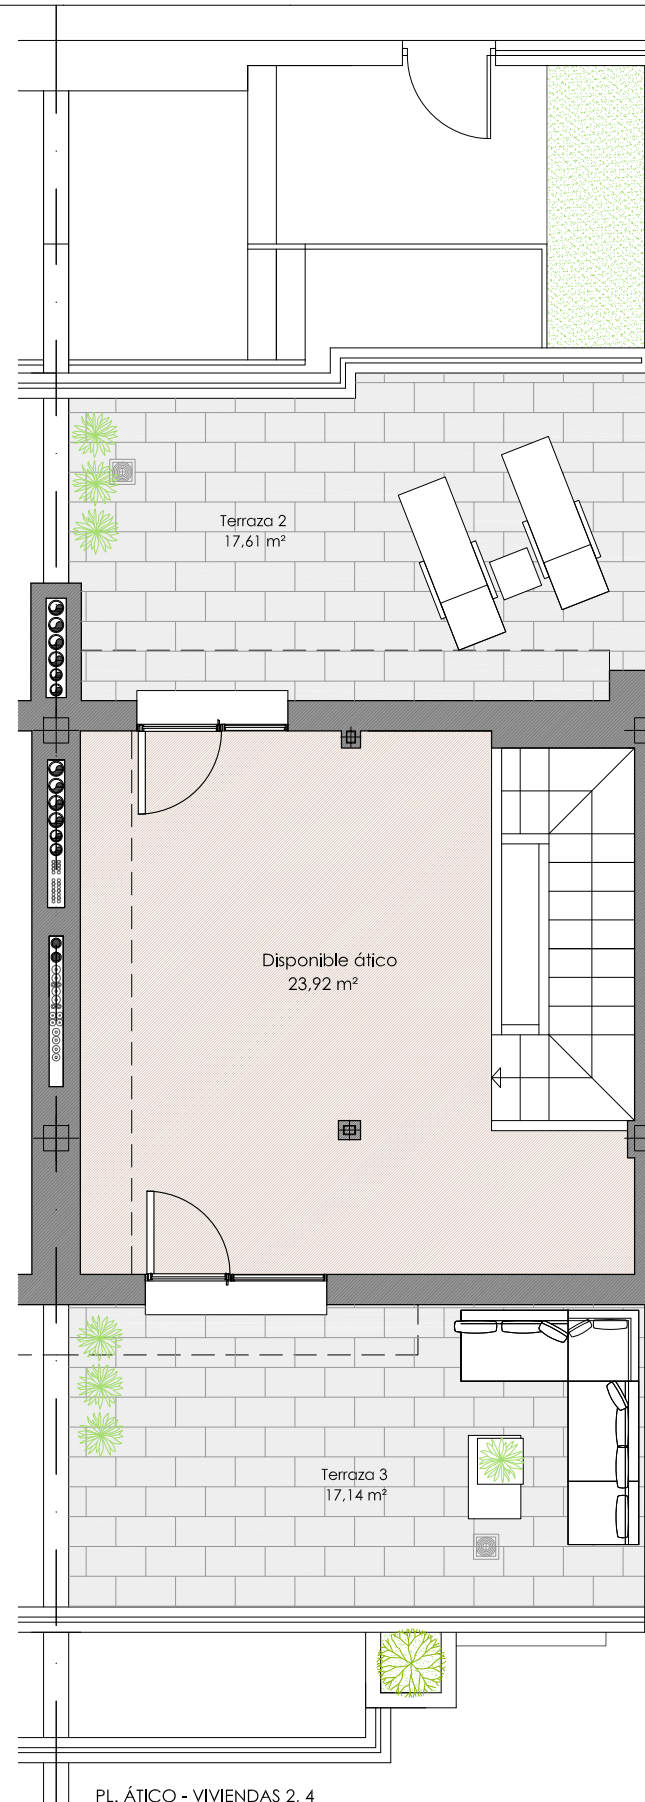 Terraza 2
17,61 m²
Disponible ático
23,92 m²
Terraza 3
17,14 m²
PL. ÁTICO - VIVIENDAS 2, 4